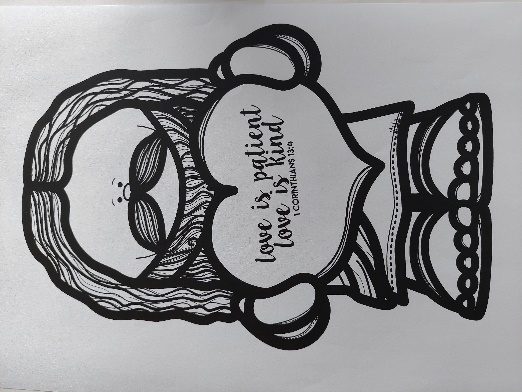 love is patient
love is kind
1 CORINTHIANS 13:4